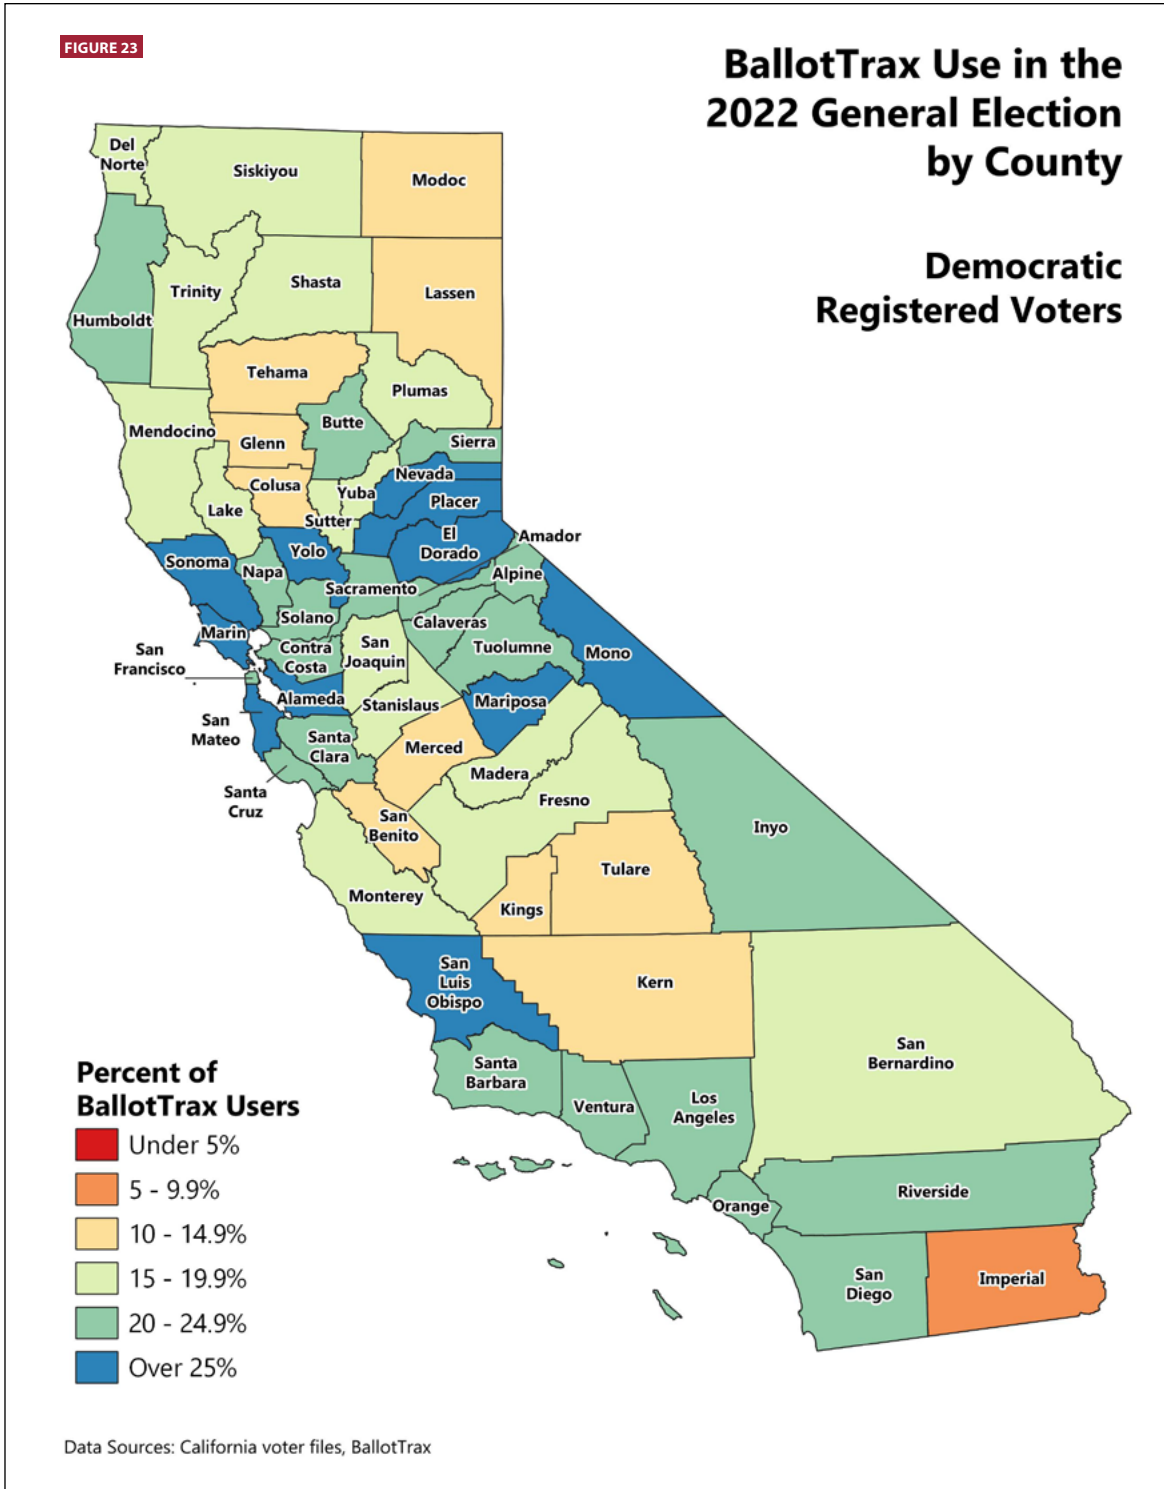 FIGURE 23
BallotTrax Use in the
2022 General Election
by County
Democratic
Registered Voters
Del
Norte
Siskiyou
Modoc
Humboldt
Trinity
Shasta
Lassen
Tehama
Plumas
Mendocino
Glenn
Butte
Sierra
Colusa
Lake
Yuba
Sutter
Nevada
Placer
El
Dorado
Amador
Sonoma
Napa
Yolo
Sacramento
Alpine
Marin
Solano
Calaveras
Contra
Costa
San
Joaquin
Tuolumne
Mono
San
Francisco
Alameda
Stanislaus
Mariposa
San
Mateo
Santa
Clara
Merced
Madera
Santa
Cruz
San
Benito
Fresno
Inyo
Monterey
Kings
Tulare
San
Luis
Obispo
Kern
San
Bernardino
Santa
Barbara
Ventura
Los
Angeles
Orange
Riverside
San
Diego
Imperial
Percent of
BallotTrax Users
Under 5%
5 - 9.9%
10 - 14.9%
15 - 19.9%
20 - 24.9%
Over 25%
Data Sources: California voter files, BallotTrax